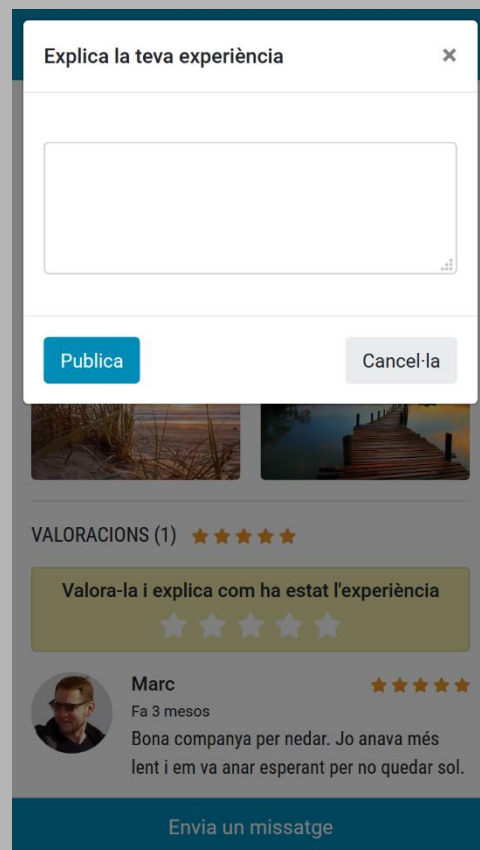 Explica la teva experiència ×
Publica
Cancel·la
VALORACIONS (1)
Valora-la i explica com ha estat l'experiència
Marc
Fa 3 mesos
Bona companya per nedar. Jo anava més
lent i em va anar esperant per no quedar sol.
Envia un missatge